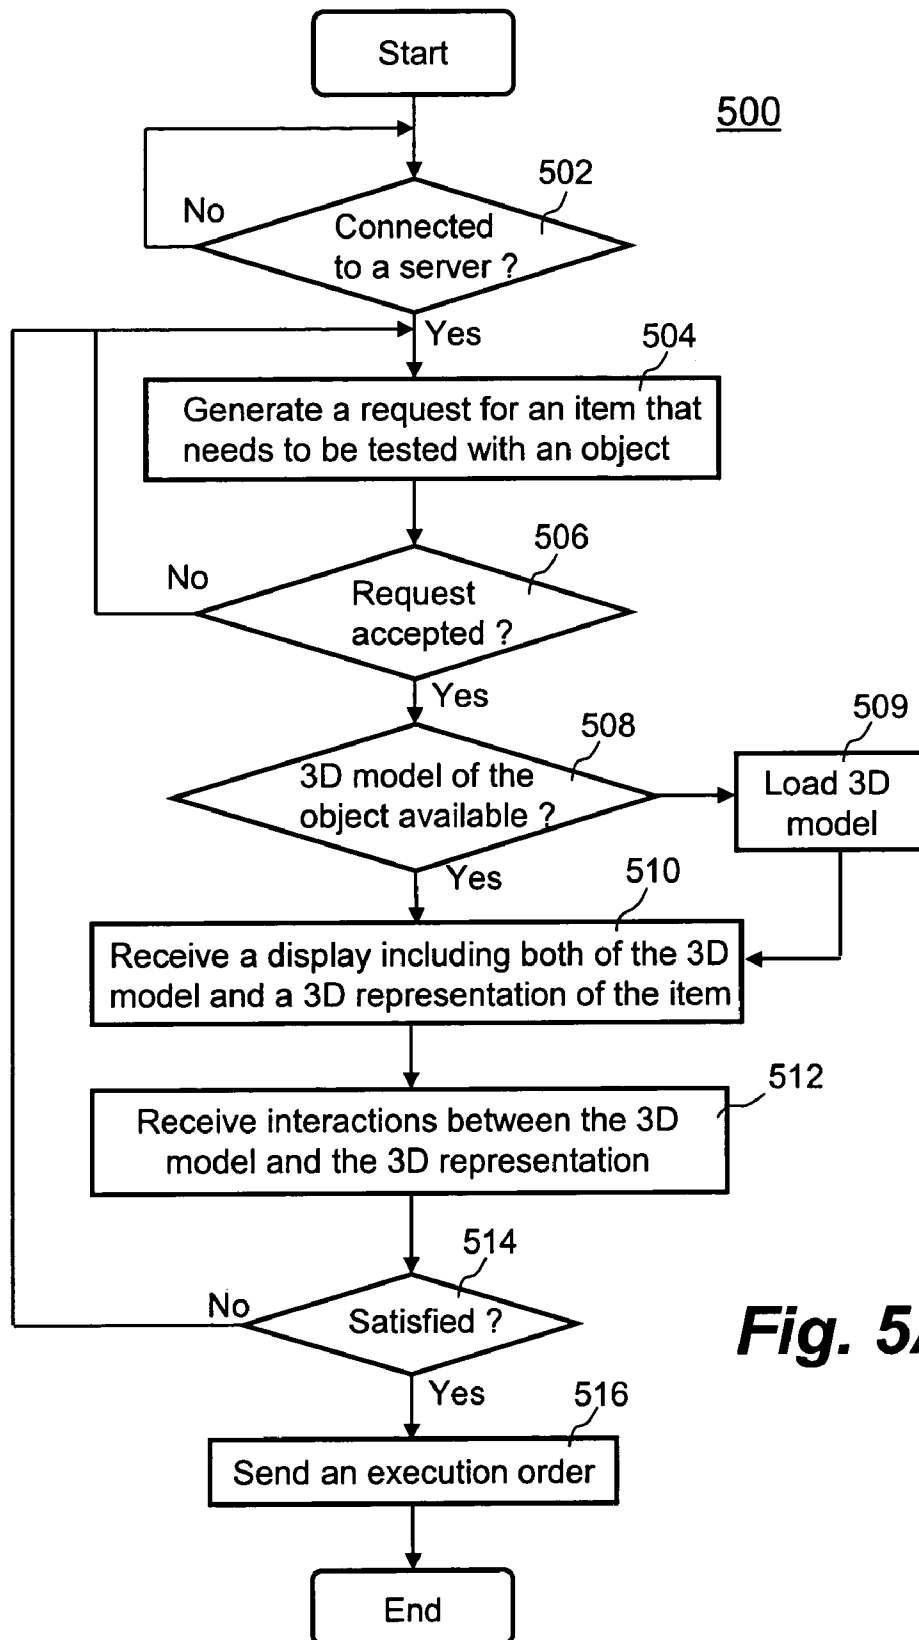 Start
500
502
No
Connected
to a server ?
Yes
504
Generate a request for an item that
needs to be tested with an object
506
No
Request
accepted ?
Yes
508
509
3D model of the
object available ?
Load 3D
model
Yes
510
Receive a display including both of the 3D
model and a 3D representation of the item
512
Receive interactions between the 3D
model and the 3D representation
514
No
Satisfied ?
Fig. 5A
Yes
516
Send an execution order
End